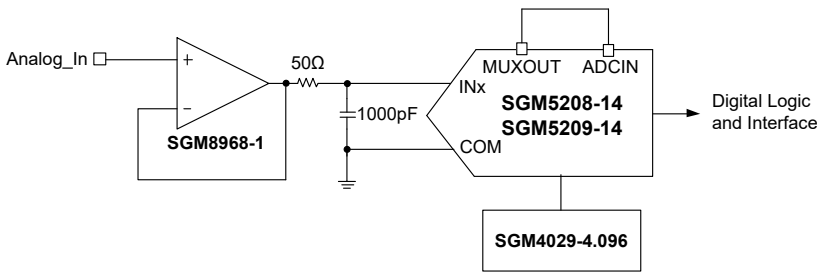 Analog_In
+
−
SGM8968-1
50Ω
1000pF
MUXOUT
ADCIN
INx
SGM5208-14
SGM5209-14
COM
Digital Logic
and Interface
SGM4029-4.096